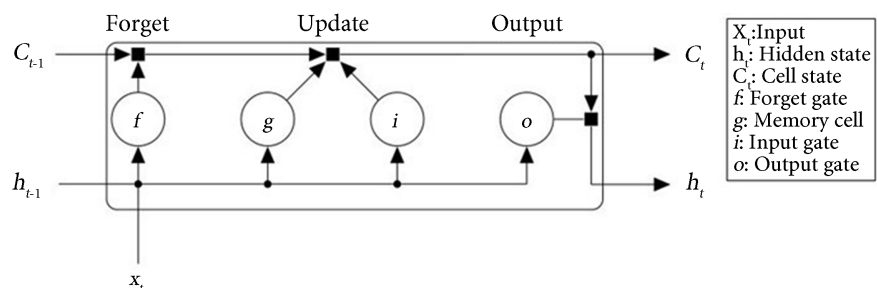 Forget Update Output
C_{t-1}
C_t
f g i o
h_{t-1}
h_t
x_t
X_t:Input
h_t: Hidden state
C_t: Cell state
f: Forget gate
g: Memory cell
i: Input gate
o: Output gate